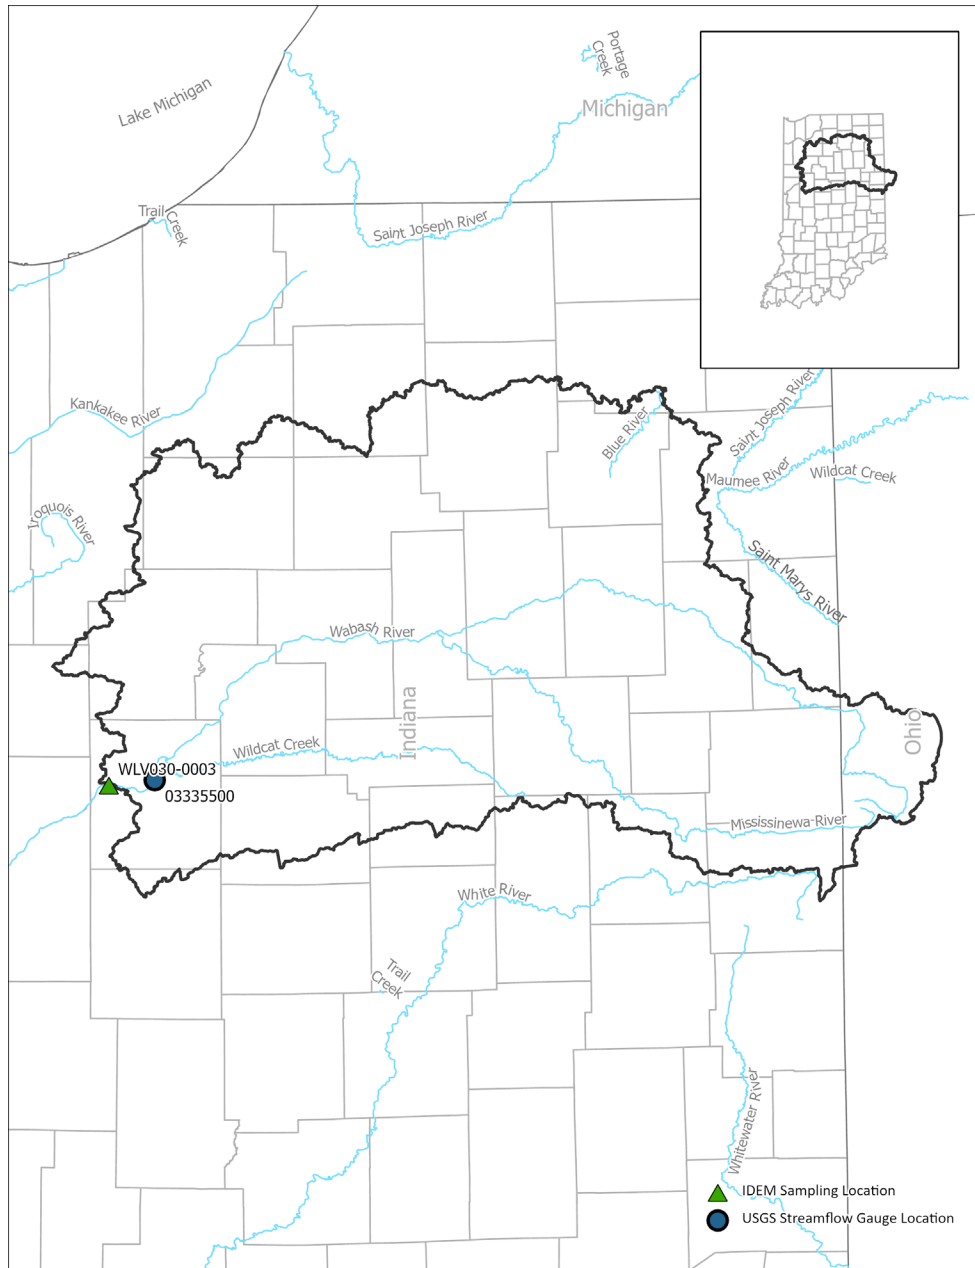 Portage
Creek
Lake Michigan
Michigan
Trail
Creek
Saint Joseph River
Kankakee River
Saint Joseph River
Blue River
Maumee River
Wildcat Creek
Iroquois River
Saint Marys River
Wabash River
Indiana
Ohio
Wildcat Creek
WLV030-0003
03335500
Mississinewa River
White River
Trail
Creek
Whitewater River
IDEM Sampling Location
USGS Streamflow Gauge Location